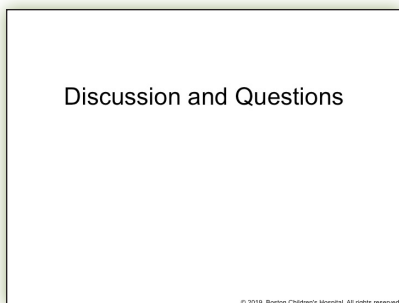 Discussion and Questions
© 2019, Boston Children's Hospital. All rights reserved